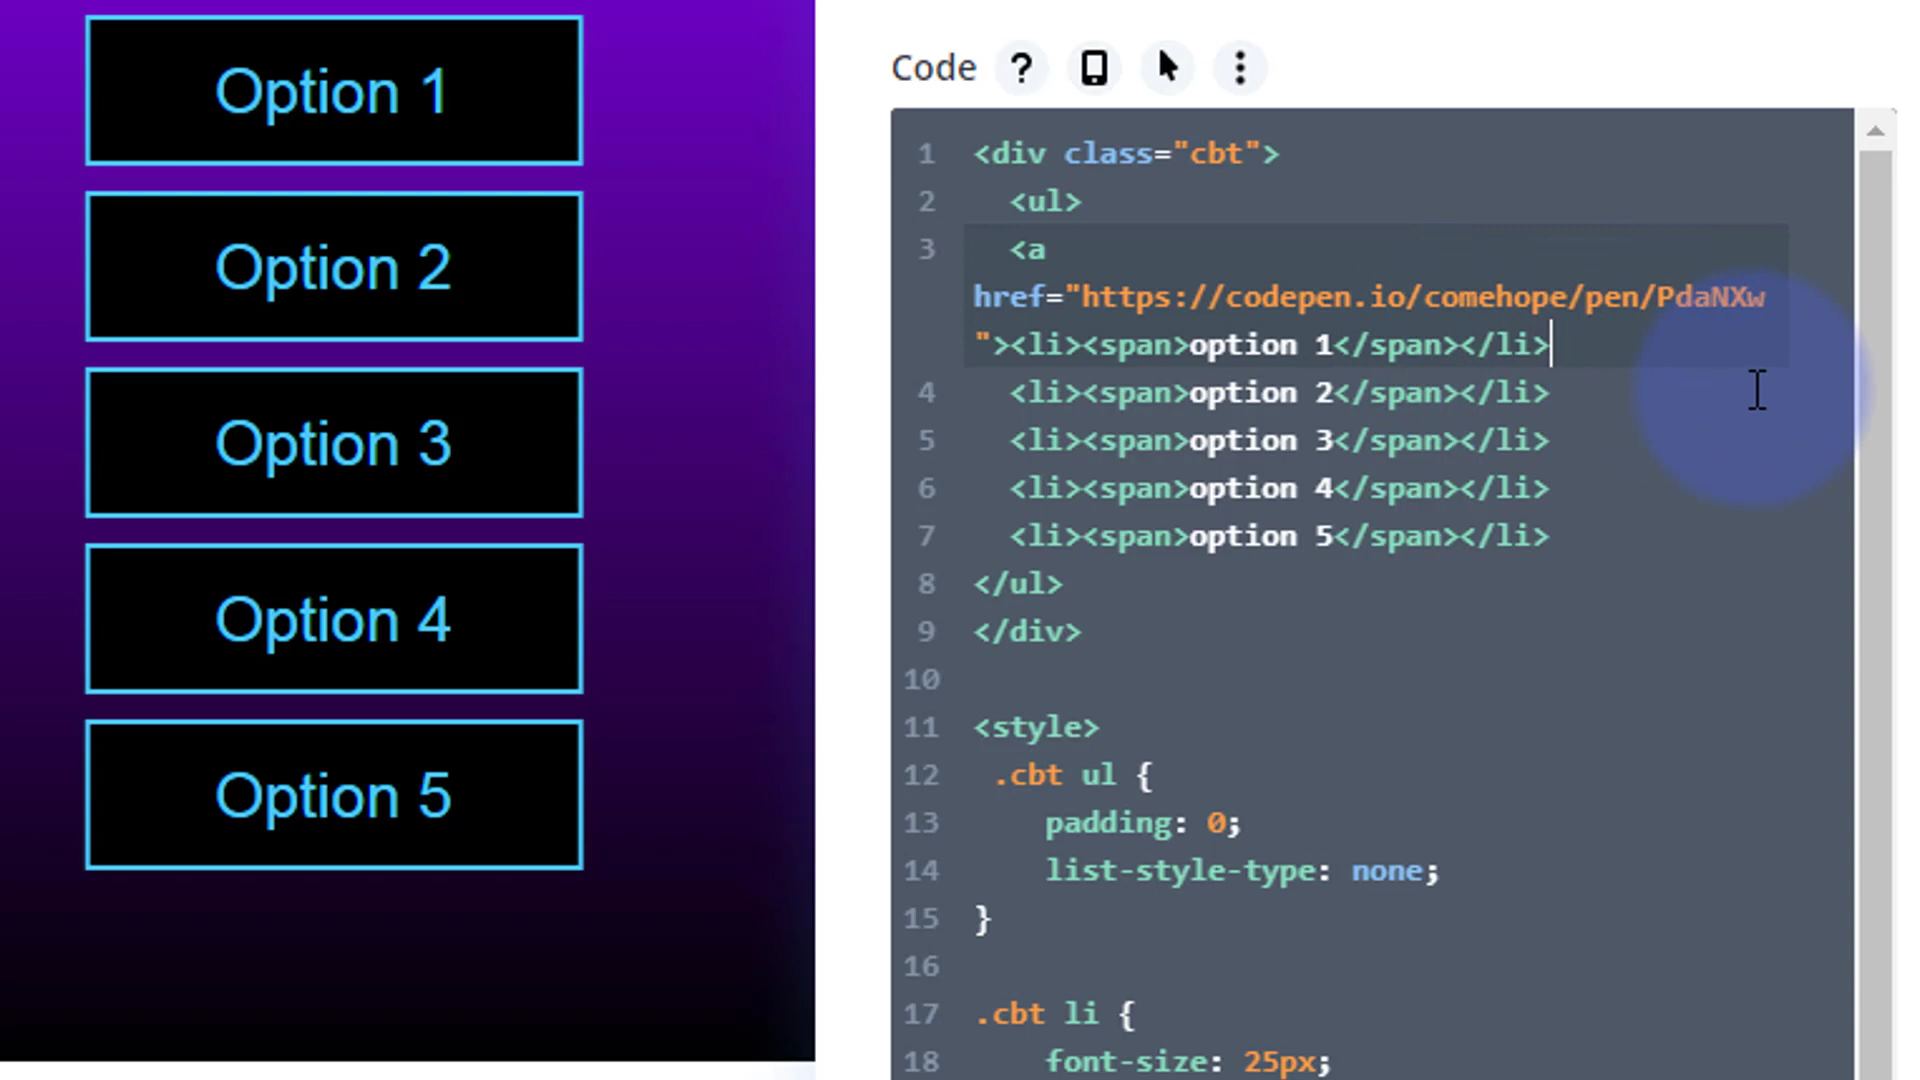 Option 1
Option 2
Option 3
Option 4
Option 5
Code ?
1 <div class="cbt">
2 <ul>
3 <a
href="https://codepen.io/comehope/pen/PdaNXw
"><li><span>option 1</span></li>
4 <li><span>option 2</span></li>
5 <li><span>option 3</span></li>
6 <li><span>option 4</span></li>
7 <li><span>option 5</span></li>
8 </ul>
9 </div>
10
11 <style>
12 .cbt ul {
13 padding: 0;
14 list-style-type: none;
15 }
16
17 .cbt li {
18 font-size: 25px;